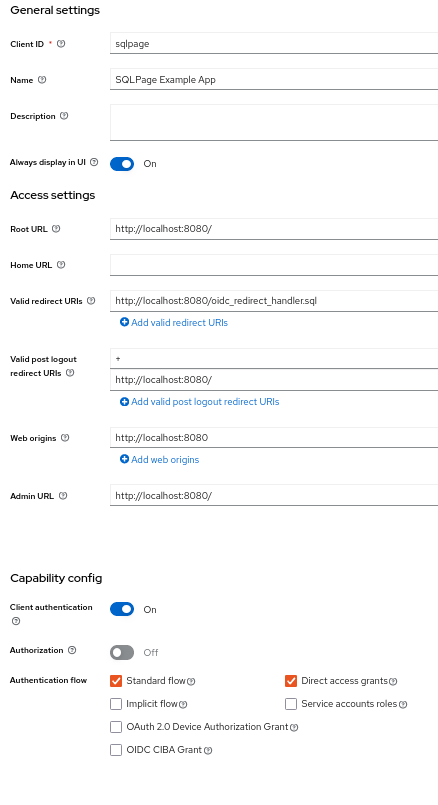 General settings
Client ID *
sqlpage
Name
SQLPage Example App
Description
Always display in UI
On
Access settings
Root URL
http://localhost:8080/
Home URL
Valid redirect URIs
http://localhost:8080/oidc_redirect_handler.sql
Add valid redirect URIs
Valid post logout
redirect URIs
+
http://localhost:8080/
Add valid post logout redirect URIs
Web origins
http://localhost:8080
Add web origins
Admin URL
http://localhost:8080/
Capability config
Client authentication
On
Authorization
Off
Authentication flow
Standard flow
Direct access grants
Implicit flow
Service accounts roles
OAuth 2.0 Device Authorization Grant
OIDC CIBA Grant